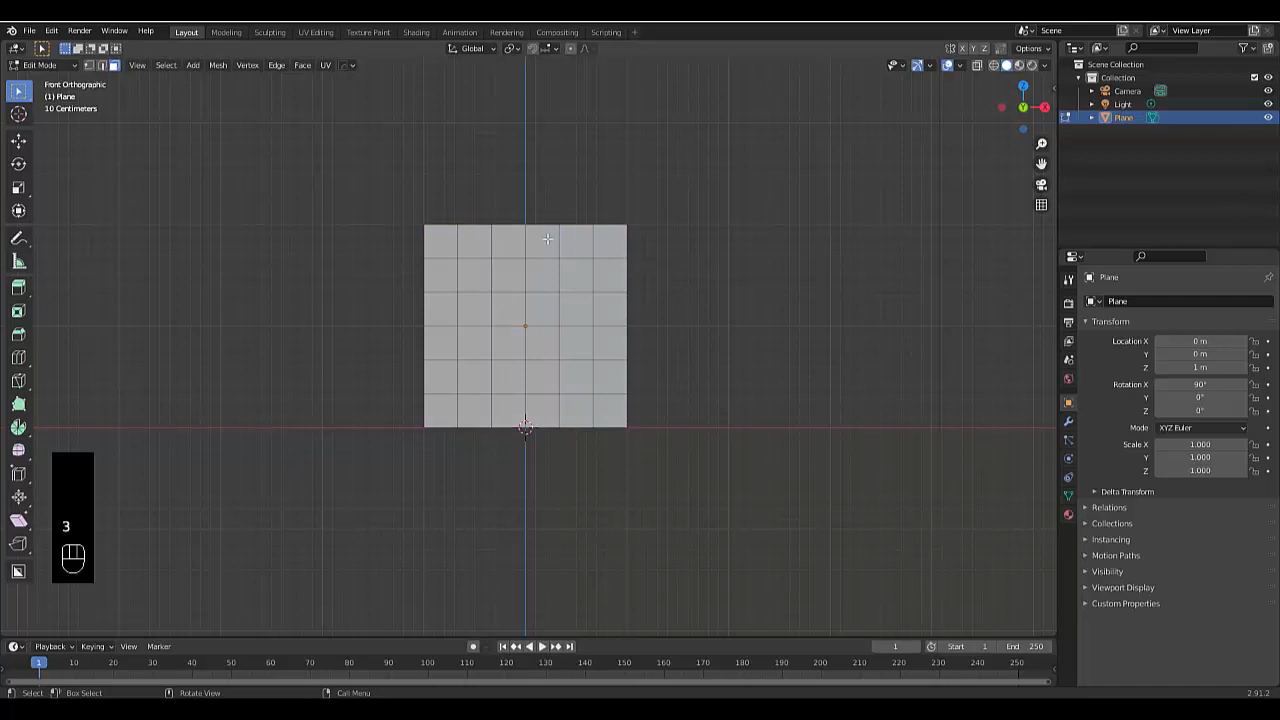 File Edit Render Window Help Layout Modeling Sculpting UV Editing Texture Paint Shading Animation Rendering Compositing Scripting + Scene View Layer
Global X Y Z Options
Edit Mode View Select Add Mesh Vertex Edge Face UV
Front Orthographic
(1) Plane
10 Centimeters
Z
Y
X
3
Scene Collection
Collection
Camera
Light
Plane
Plane
Plane
Transform
Location X 0 m
Y 0 m
Z 1 m
Rotation X 90°
Y 0°
Z 0°
Mode XYZ Euler
Scale X 1.000
Y 1.000
Z 1.000
Delta Transform
Relations
Collections
Instancing
Motion Paths
Visibility
Viewport Display
Custom Properties
Playback Keying View Marker 1 Start 1 End 250
1 10 20 30 40 50 60 70 80 90 100 110 120 130 140 150 160 170 180 190 200 210 220 230 240 250
Select Box Select Rotate View Call Menu 2.91.2